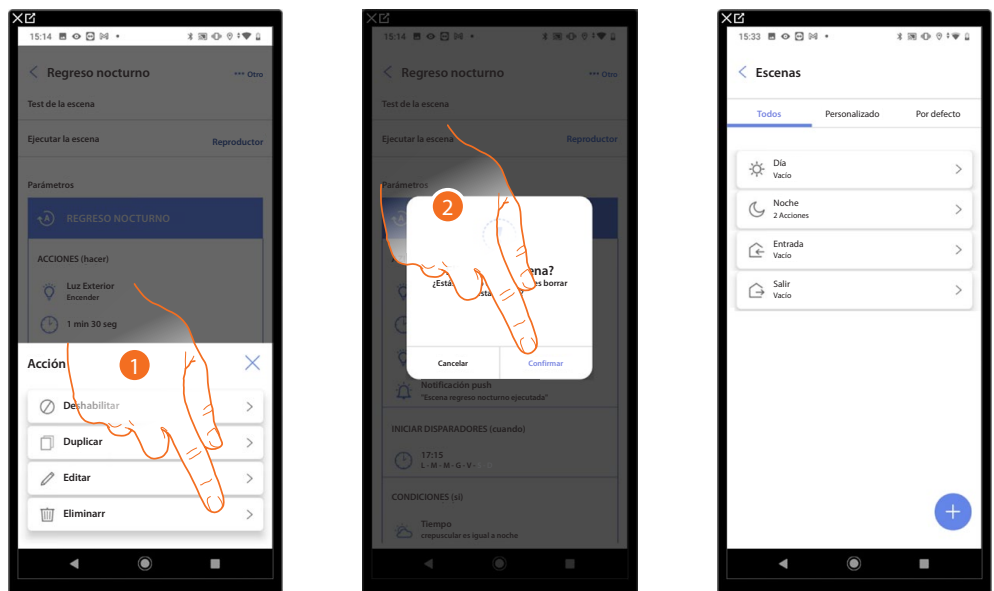 15:14
Regreso nocturno
••• Otro
Test de la escena
Ejecutar la escena
Reproductor
Parámetros
A REGRESO NOCTURNO
ACCIONES (hacer)
Luz Exterior
Encender
1 min 30 seg
Acción
1
Deshabilitar
Duplicar
Editar
Eliminarr
15:14
Regreso nocturno
••• Otro
Test de la escena
Ejecutar la escena
Reproductor
Parámetros
2
ena?
¿Está es borrar
esta
Cancelar
Confirmar
Notificación push
"Escena regreso nocturno ejecutada"
INICIAR DISPARADORES (cuando)
17:15
L - M - M - G - V -
CONDICIONES (si)
Tiempo
crepuscular es igual a noche
15:33
Escenas
Todos
Personalizado
Por defecto
Día
Vacío
Noche
2 Acciones
Entrada
Vacío
Salir
Vacío